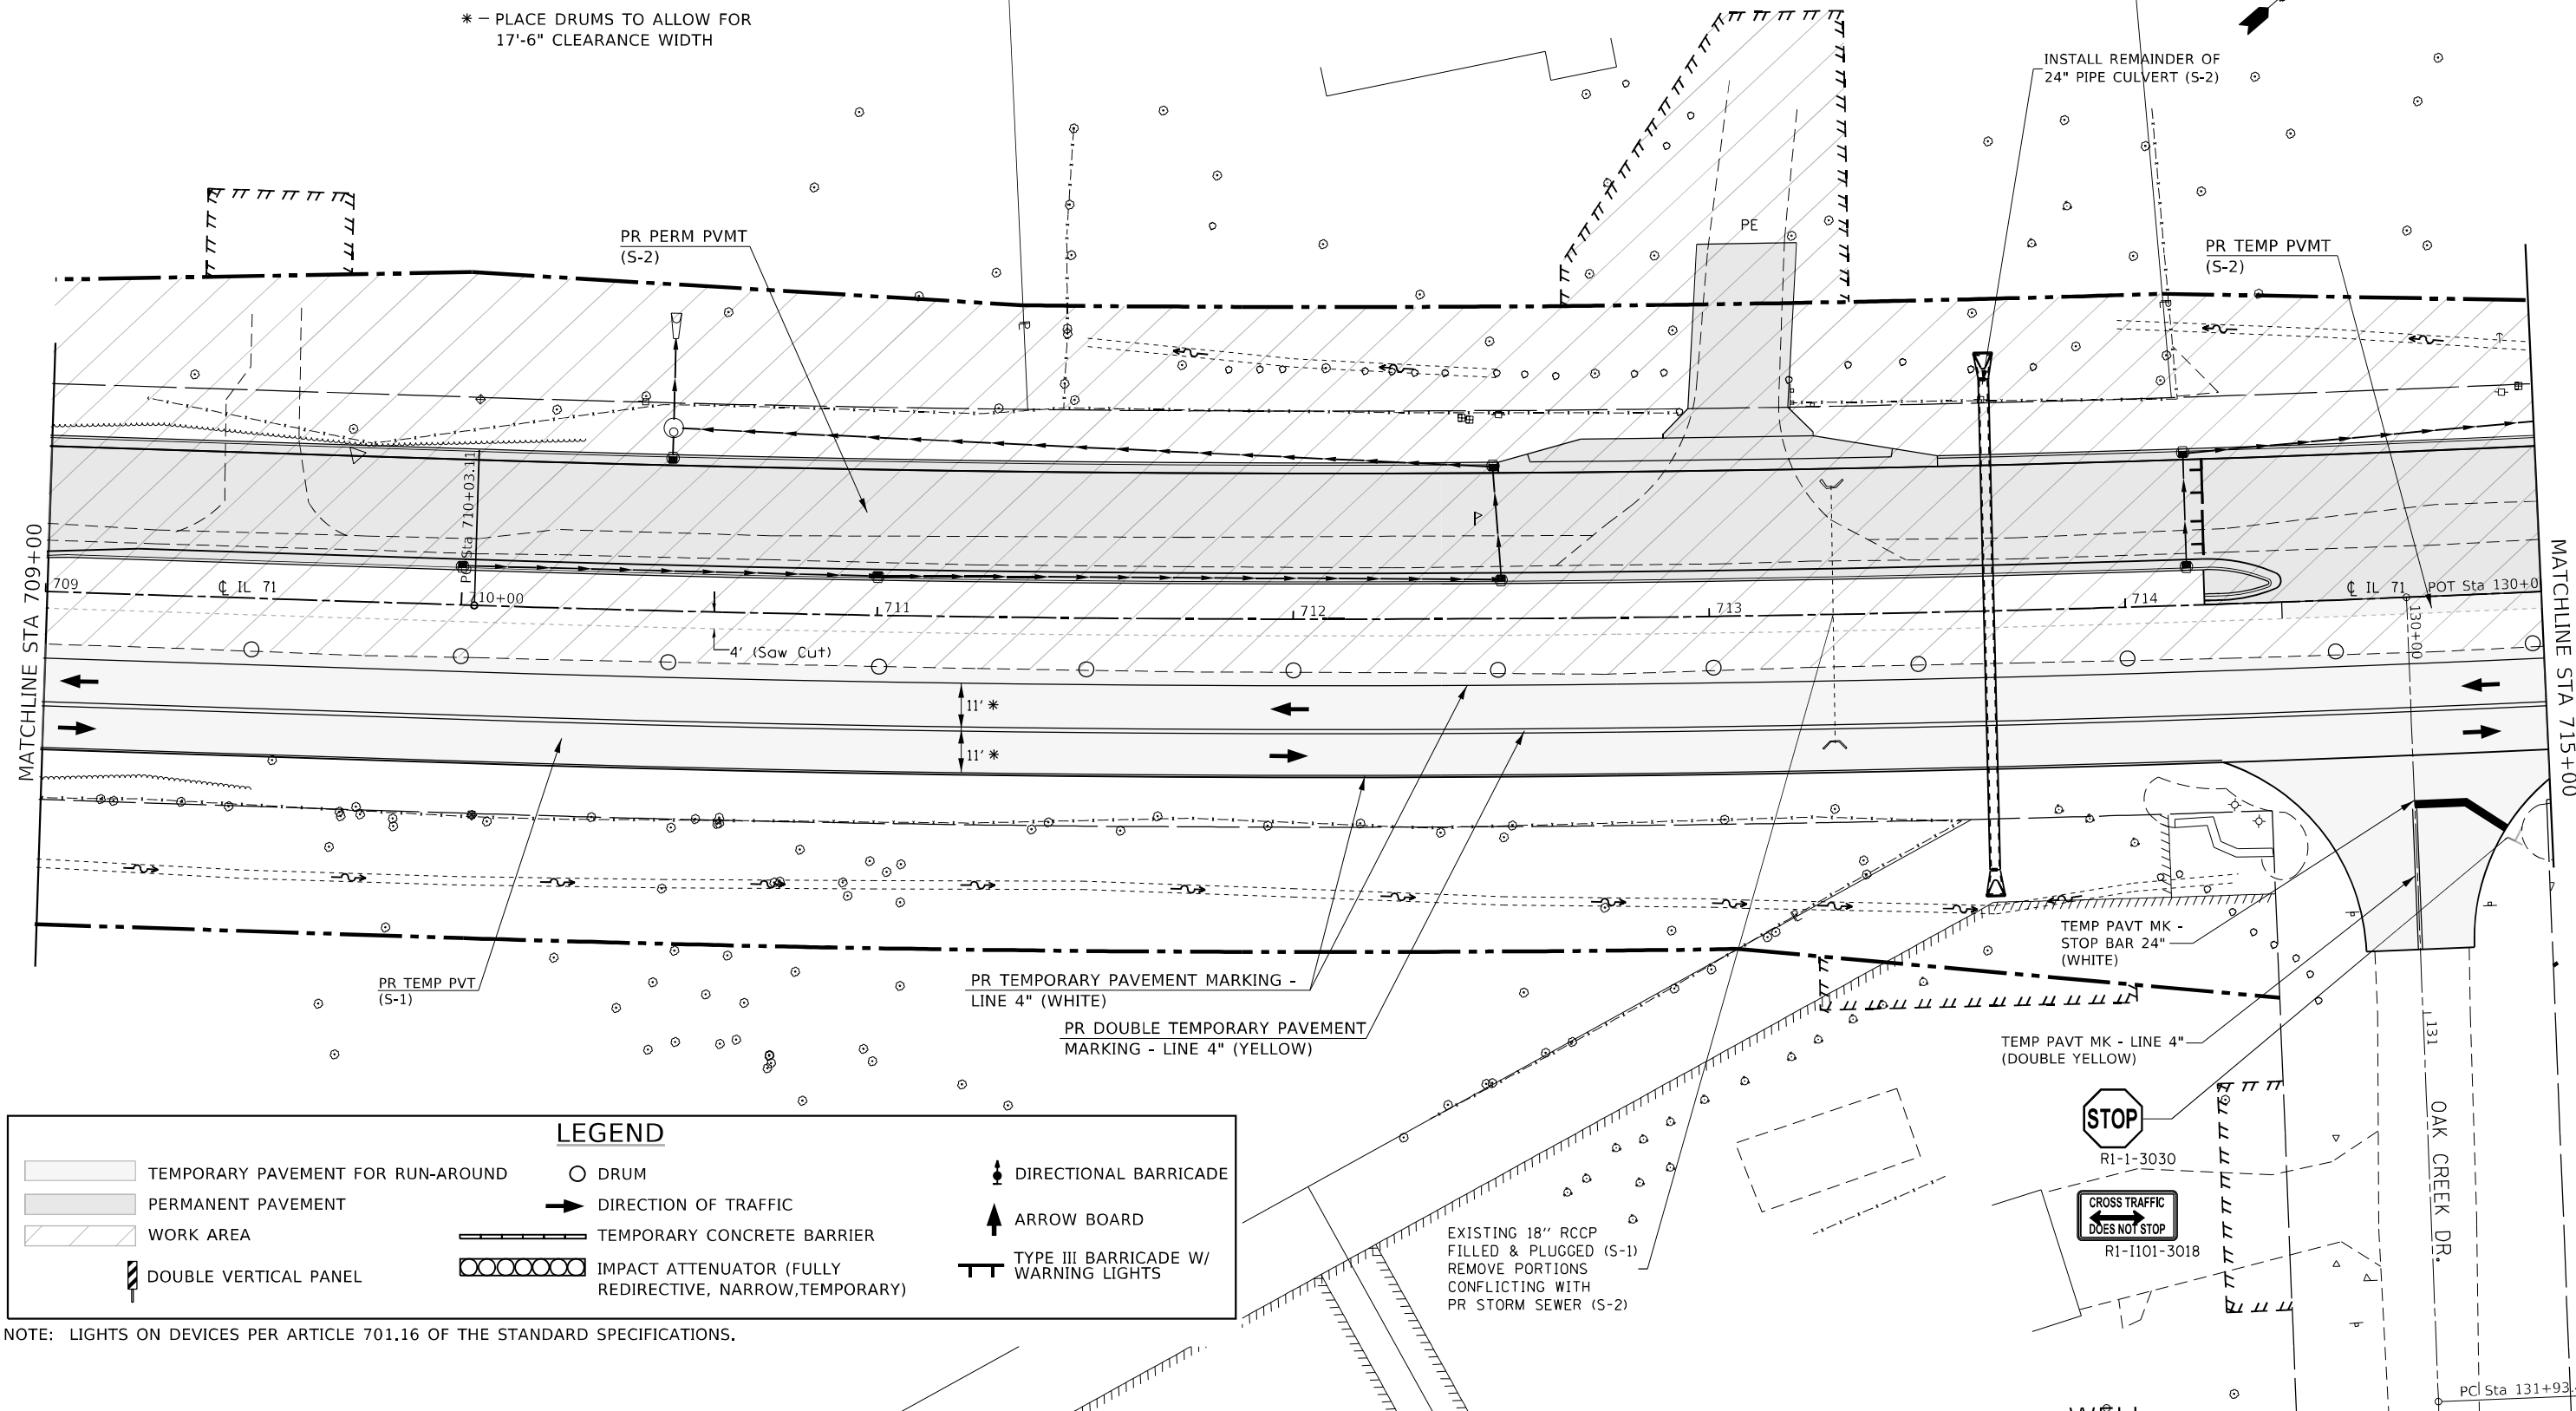 * - PLACE DRUMS TO ALLOW FOR
17'-6" CLEARANCE WIDTH
INSTALL REMAINDER OF
24" PIPE CULVERT (S-2)
PR PERM PVMT
(S-2)
PE
PR TEMP PVMT
(S-2)
P
MATCHLINE STA 709+00
709
℄ IL 71
Sta 710+03.11
710+00
711
712
713
714
℄ IL 71
POT Sta 130+0
130+00
MATCHLINE STA 715+00
4' (Saw Cut)
11' *
11' *
PR TEMP PVT
(S-1)
PR TEMPORARY PAVEMENT MARKING -
LINE 4" (WHITE)
PR DOUBLE TEMPORARY PAVEMENT
MARKING - LINE 4" (YELLOW)
TEMP PAVT MK -
STOP BAR 24"
(WHITE)
TEMP PAVT MK - LINE 4"
(DOUBLE YELLOW)
131
OAK CREEK DR.
STOP
R1-1-3030
CROSS TRAFFIC
DOES NOT STOP
R1-I101-3018
EXISTING 18" RCCP
FILLED & PLUGGED (S-1)
REMOVE PORTIONS
CONFLICTING WITH
PR STORM SEWER (S-2)
PC Sta 131+93
LEGEND
TEMPORARY PAVEMENT FOR RUN-AROUND
PERMANENT PAVEMENT
WORK AREA
DOUBLE VERTICAL PANEL
DRUM
DIRECTION OF TRAFFIC
TEMPORARY CONCRETE BARRIER
IMPACT ATTENUATOR (FULLY
REDIRECTIVE, NARROW,TEMPORARY)
DIRECTIONAL BARRICADE
ARROW BOARD
TYPE III BARRICADE W/
WARNING LIGHTS
NOTE: LIGHTS ON DEVICES PER ARTICLE 701.16 OF THE STANDARD SPECIFICATIONS.